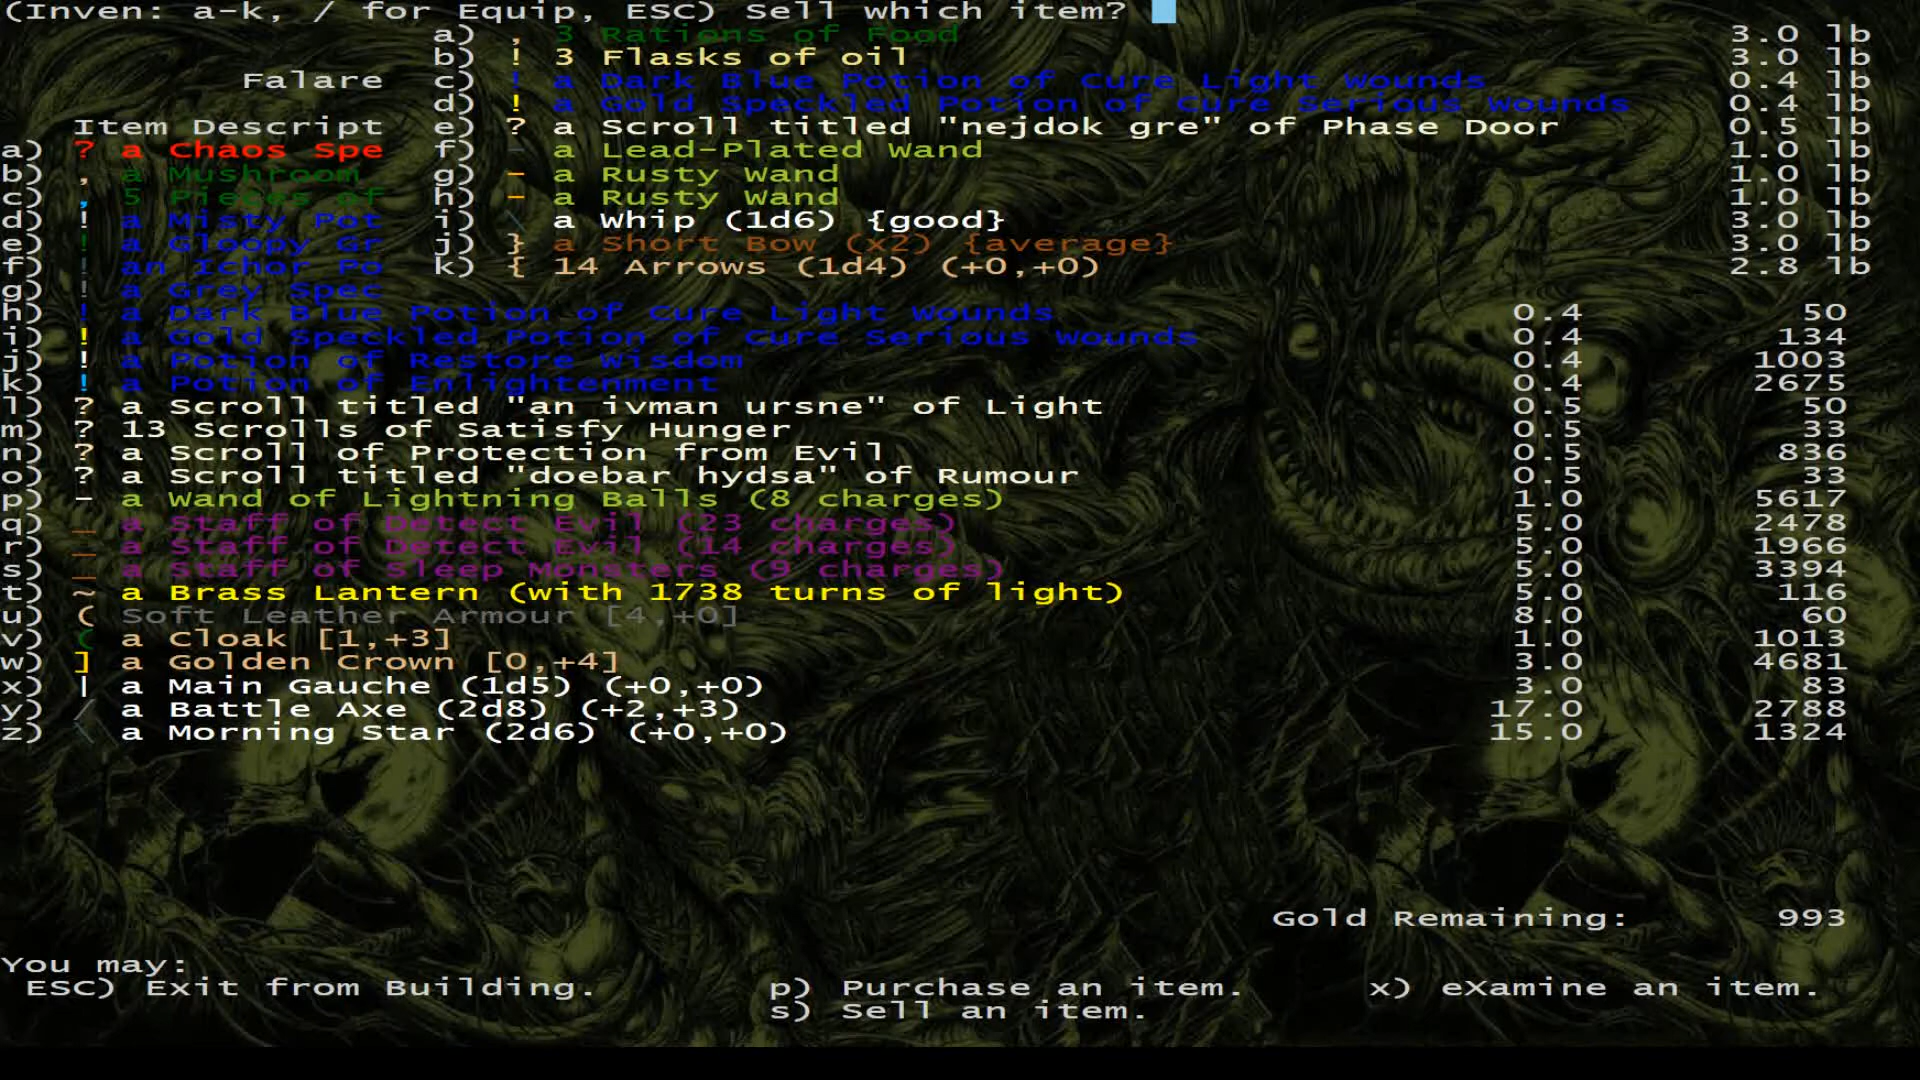 (Inven: a-k, / for Equip, ESC) Sell which item?
a) , 3 Rations of Food 3.0 lb
b) ! 3 Flasks of oil 3.0 lb
Falare c) ! a Dark Blue Potion of Cure Light Wounds 0.4 lb
d) ! a Gold Speckled Potion of Cure Serious Wounds 0.4 lb
Item Descript e) ? a Scroll titled "nejdok gre" of Phase Door 0.5 lb
a) ? a Chaos Spe f) - a Lead-Plated Wand 1.0 lb
b) , a Mushroom g) - a Rusty Wand 1.0 lb
c) , 5 Pieces of h) - a Rusty Wand 1.0 lb
d) ! a Misty Pot i) \ a Whip (1d6) {good} 3.0 lb
e) ! a Gloopy Gr j) } a Short Bow (x2) {average} 3.0 lb
f) ! an Ichor Po k) { 14 Arrows (1d4) (+0,+0) 2.8 lb
g) ! a Grey Spec
h) ! a Dark Blue Potion of Cure Light Wounds 0.4 50
i) ! a Gold Speckled Potion of Cure Serious Wounds 0.4 134
j) ! a Potion of Restore Wisdom 0.4 1003
k) ! a Potion of Enlightenment 0.4 2675
l) ? a Scroll titled "an ivman ursne" of Light 0.5 50
m) ? 13 Scrolls of Satisfy Hunger 0.5 33
n) ? a Scroll of Protection from Evil 0.5 836
o) ? a Scroll titled "doebar hydsa" of Rumour 0.5 33
p) - a Wand of Lightning Balls (8 charges) 1.0 5617
q) _ a Staff of Detect Evil (23 charges) 5.0 2478
r) _ a Staff of Detect Evil (14 charges) 5.0 1966
s) _ a Staff of Sleep Monsters (9 charges) 5.0 3394
t) ~ a Brass Lantern (with 1738 turns of light) 5.0 116
u) ( Soft Leather Armour [4,+0] 8.0 60
v) ( a Cloak [1,+3] 1.0 1013
w) ] a Golden Crown [0,+4] 3.0 4681
x) | a Main Gauche (1d5) (+0,+0) 3.0 83
y) / a Battle Axe (2d8) (+2,+3) 17.0 2788
z) \ a Morning Star (2d6) (+0,+0) 15.0 1324
Gold Remaining: 993
You may:
ESC) Exit from Building. p) Purchase an item. x) eXamine an item.
s) Sell an item.